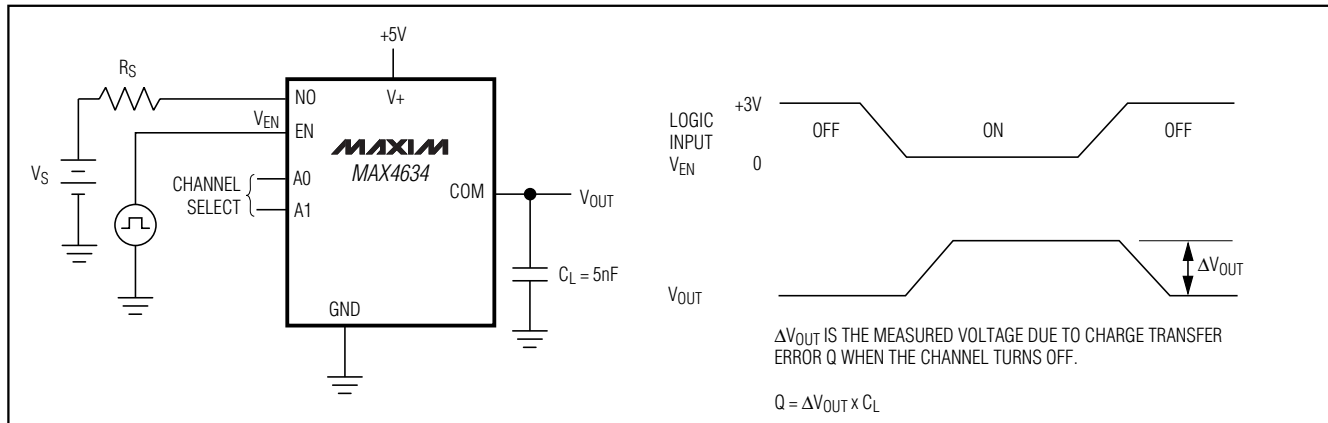 +5V
RS
NO
V+
VEN
EN
MAXIM
MAX4634
VS
CHANNEL
SELECT
A0
A1
COM
VOUT
CL = 5nF
GND
LOGIC
INPUT
VEN
+3V
0
OFF
ON
OFF
VOUT
ΔVOUT
ΔVOUT IS THE MEASURED VOLTAGE DUE TO CHARGE TRANSFER
ERROR Q WHEN THE CHANNEL TURNS OFF.
Q = ΔVOUT x CL